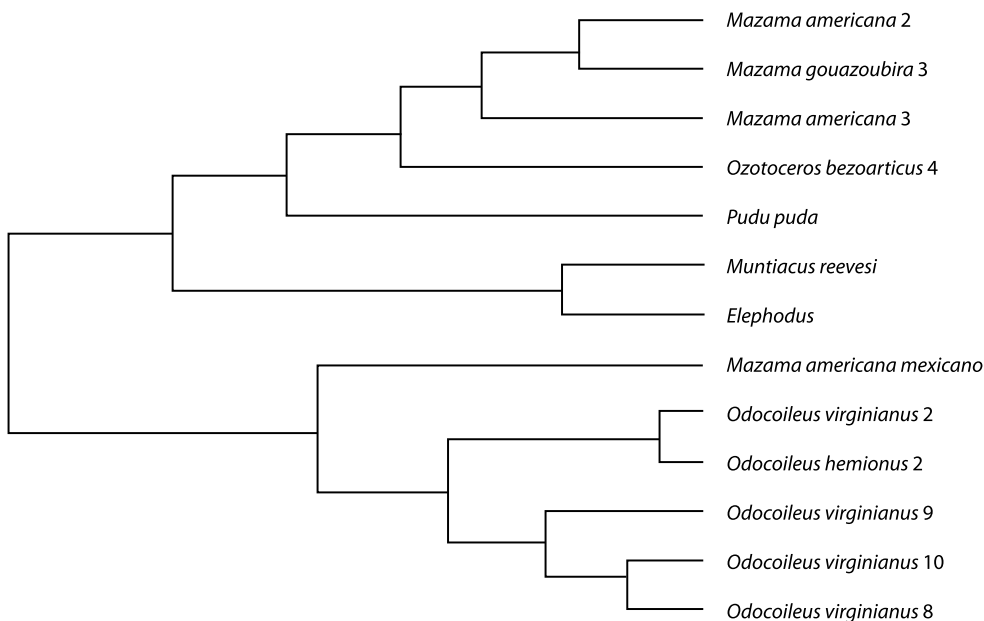 Mazama americana 2
Mazama gouazoubira 3
Mazama americana 3
Ozotoceros bezoarticus 4
Pudu puda
Muntiacus reevesi
Elephodus
Mazama americana mexicano
Odocoileus virginianus 2
Odocoileus hemionus 2
Odocoileus virginianus 9
Odocoileus virginianus 10
Odocoileus virginianus 8